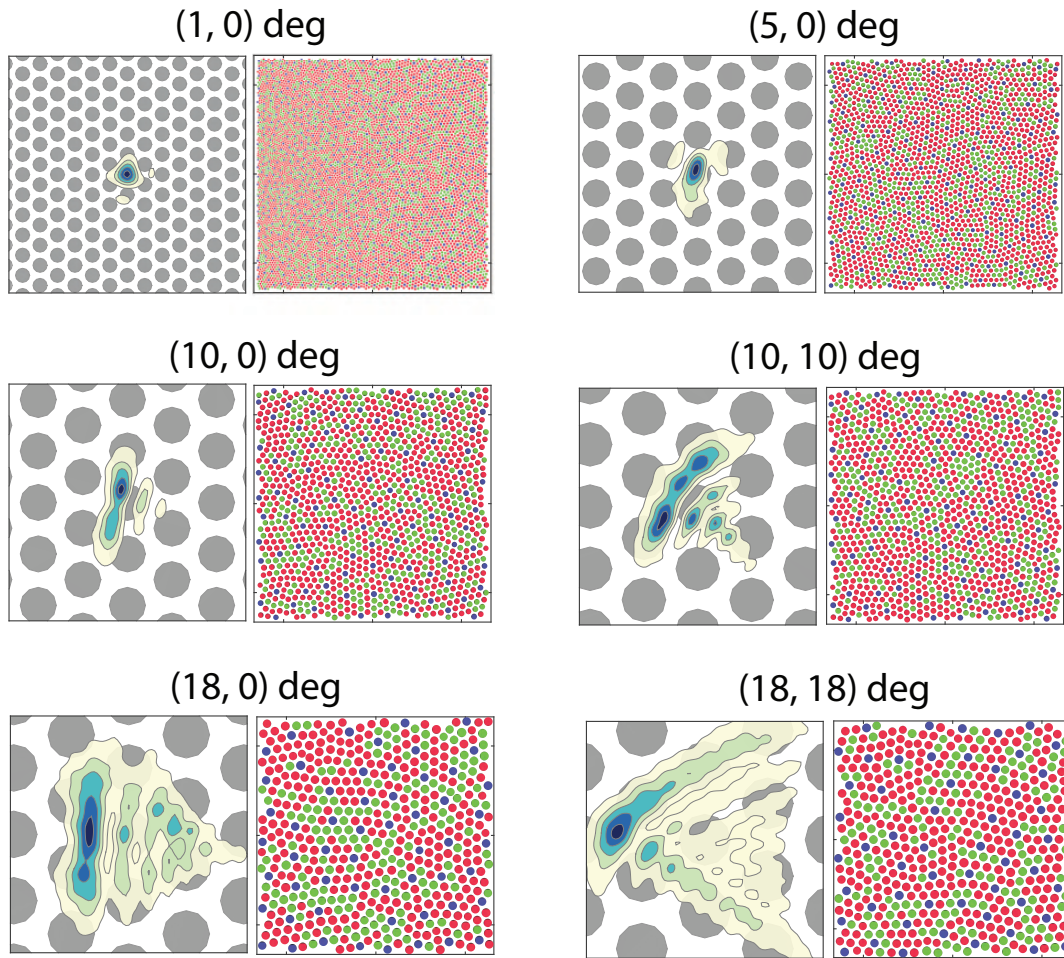 (1, 0) deg
(5, 0) deg
(10, 0) deg
(10, 10) deg
(18, 0) deg
(18, 18) deg